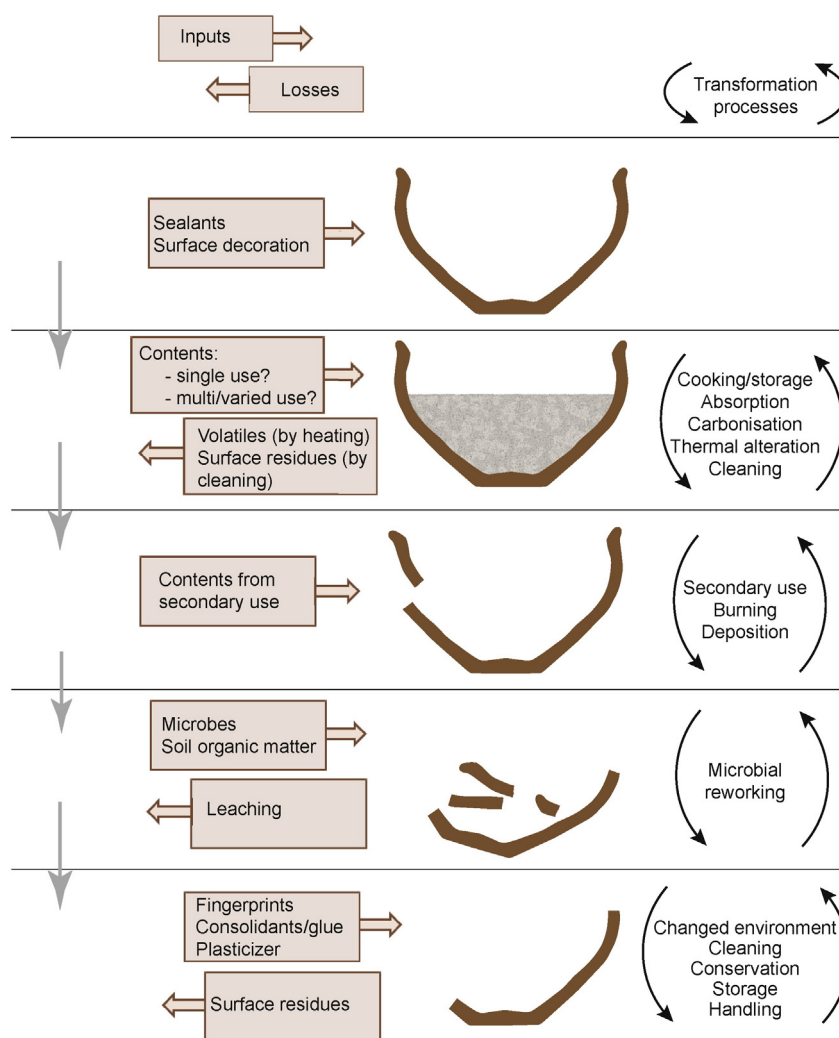 Inputs
Losses
Transformation
processes
Sealants
Surface decoration
Contents:
- single use?
- multi/varied use?
Volatiles (by heating)
Surface residues (by
cleaning)
Cooking/storage
Absorption
Carbonisation
Thermal alteration
Cleaning
Contents from
secondary use
Secondary use
Burning
Deposition
Microbes
Soil organic matter
Leaching
Microbial
reworking
Fingerprints
Consolidants/glue
Plasticizer
Surface residues
Changed environment
Cleaning
Conservation
Storage
Handling